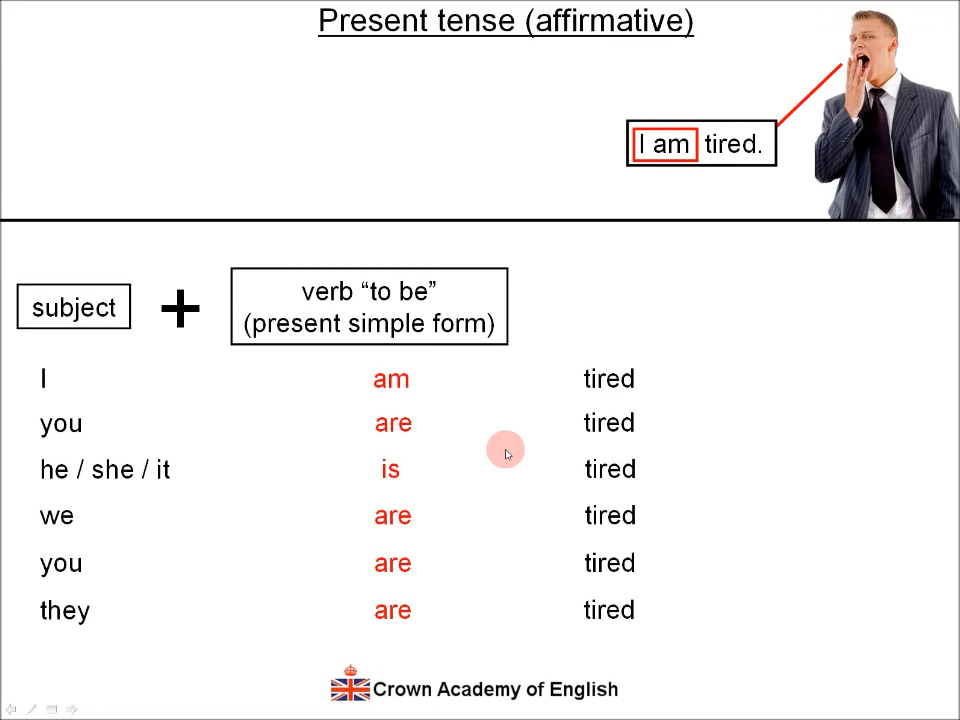 Present tense (affirmative)
I am tired.
subject + verb “to be”
(present simple form)
I am tired
you are tired
he / she / it is tired
we are tired
you are tired
they are tired
Crown Academy of English